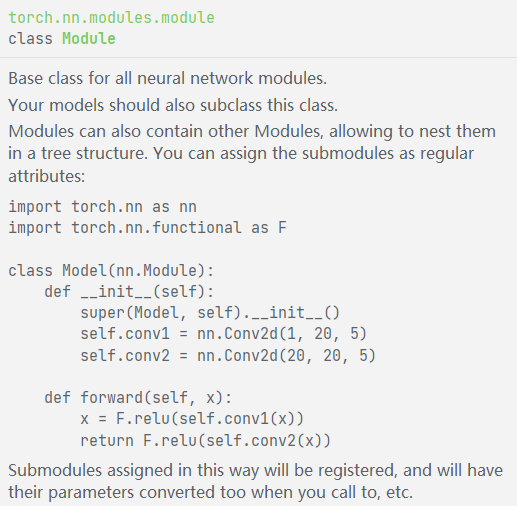 torch.nn.modules.module
class Module
Base class for all neural network modules.
Your models should also subclass this class.
Modules can also contain other Modules, allowing to nest them
in a tree structure. You can assign the submodules as regular
attributes:
import torch.nn as nn
import torch.nn.functional as F

class Model(nn.Module):
    def __init__(self):
        super(Model, self).__init__()
        self.conv1 = nn.Conv2d(1, 20, 5)
        self.conv2 = nn.Conv2d(20, 20, 5)

    def forward(self, x):
        x = F.relu(self.conv1(x))
        return F.relu(self.conv2(x))
Submodules assigned in this way will be registered, and will have
their parameters converted too when you call to, etc.